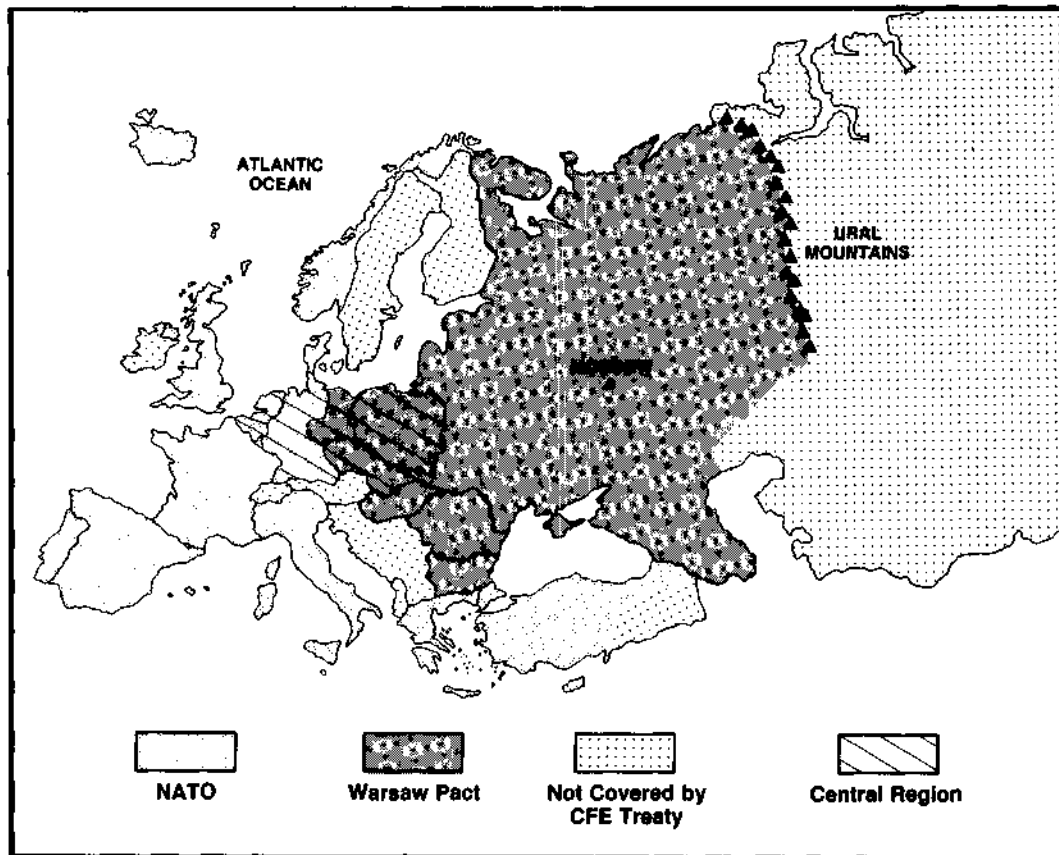 ATLANTIC
OCEAN
URAL
MOUNTAINS
NATO
Warsaw Pact
Not Covered by
CFE Treaty
Central Region